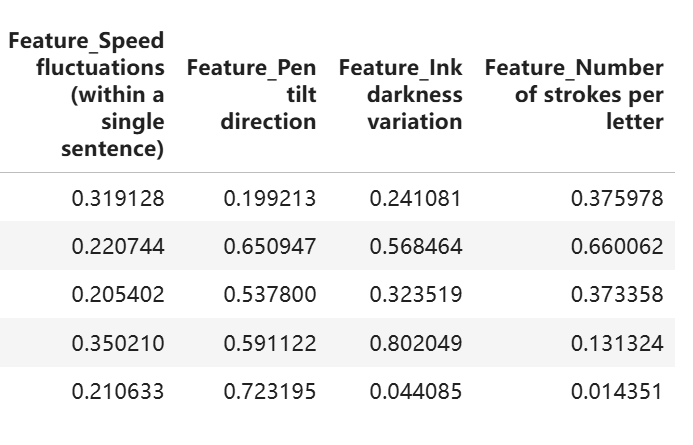 Feature_Speed
fluctuations Feature_Pen Feature_Ink Feature_Number
(within a tilt darkness of strokes per
single direction variation letter
sentence)
0.319128 0.199213 0.241081 0.375978
0.220744 0.650947 0.568464 0.660062
0.205402 0.537800 0.323519 0.373358
0.350210 0.591122 0.802049 0.131324
0.210633 0.723195 0.044085 0.014351